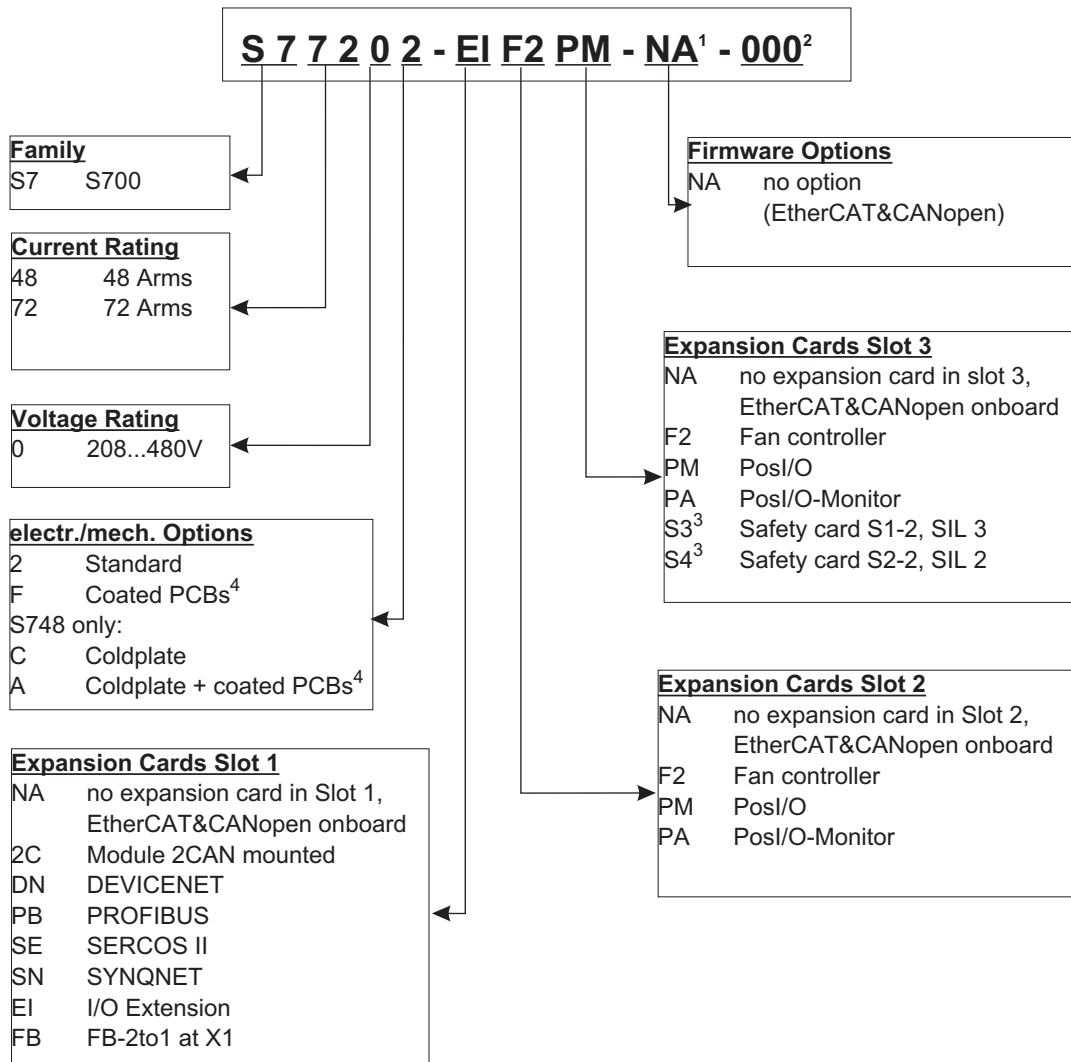 S 7 7 2 0 2 - EI F2 PM - NA¹ - 000²
Family
S7 S700
Current Rating
48 48 Arms
72 72 Arms
Voltage Rating
0 208...480V
electr./mech. Options
2 Standard
F Coated PCBs⁴
S748 only:
C Coldplate
A Coldplate + coated PCBs⁴
Expansion Cards Slot 1
NA no expansion card in Slot 1,
EtherCAT&CANopen onboard
2C Module 2CAN mounted
DN DEVICENET
PB PROFIBUS
SE SERCOS II
SN SYNQNET
EI I/O Extension
FB FB-2to1 at X1
Firmware Options
NA no option
(EtherCAT&CANopen)
Expansion Cards Slot 3
NA no expansion card in slot 3,
EtherCAT&CANopen onboard
F2 Fan controller
PM PosI/O
PA PosI/O-Monitor
S3³ Safety card S1-2, SIL 3
S4³ Safety card S2-2, SIL 2
Expansion Cards Slot 2
NA no expansion card in Slot 2,
EtherCAT&CANopen onboard
F2 Fan controller
PM PosI/O
PA PosI/O-Monitor